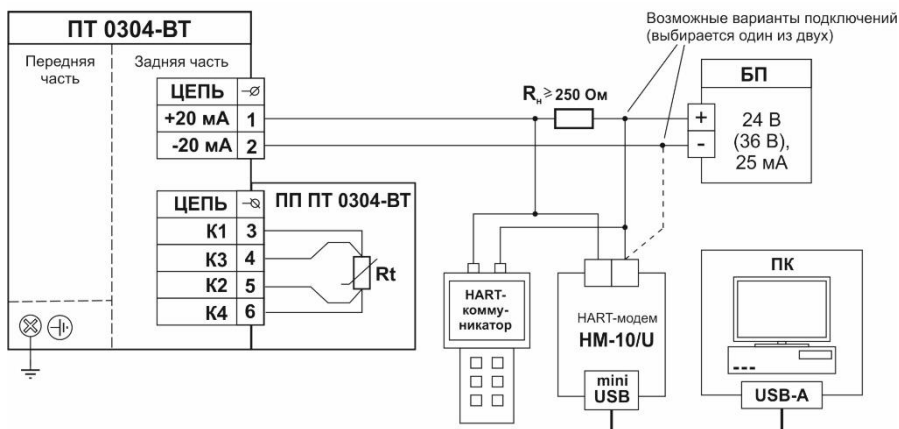 ПТ 0304-ВТ
Передняя
часть
Задняя часть
ЦЕПЬ
+20 мА 1
-20 мА 2
ЦЕПЬ
К1 3
К3 4
К2 5
К4 6
ПП ПТ 0304-ВТ
Rt
Rн ≥ 250 Ом
Возможные варианты подключений
(выбирается один из двух)
БП
+
-
24 В
(36 В),
25 мА
HART-
комму-
никатор
HART-модем
НМ-10/U
mini
USB
ПК
USB-A